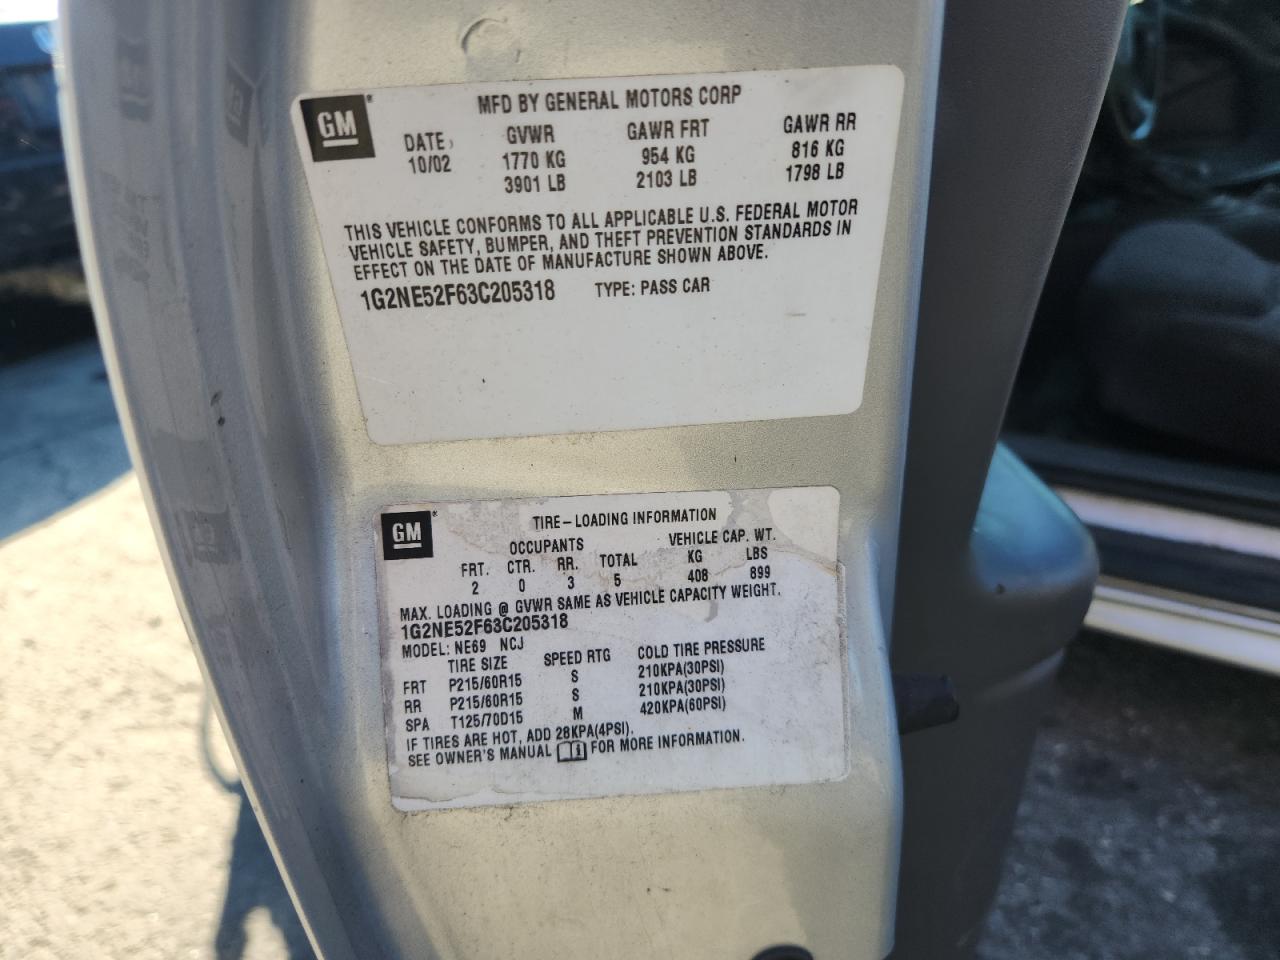 GM
MFD BY GENERAL MOTORS CORP
DATE GVWR GAWR FRT GAWR RR
10/02 1770 KG 954 KG 816 KG
3901 LB 2103 LB 1798 LB
THIS VEHICLE CONFORMS TO ALL APPLICABLE U.S. FEDERAL MOTOR
VEHICLE SAFETY, BUMPER, AND THEFT PREVENTION STANDARDS IN
EFFECT ON THE DATE OF MANUFACTURE SHOWN ABOVE.
1G2NE52F63C205318 TYPE: PASS CAR
GM
TIRE-LOADING INFORMATION
OCCUPANTS VEHICLE CAP. WT.
FRT. CTR. RR. TOTAL KG LBS
2 0 3 5 408 899
MAX. LOADING @ GVWR SAME AS VEHICLE CAPACITY WEIGHT.
1G2NE52F63C205318
MODEL: NE69 NCJ
TIRE SIZE SPEED RTG COLD TIRE PRESSURE
FRT P215/60R15 S 210KPA(30PSI)
RR P215/60R15 S 210KPA(30PSI)
SPA T125/70D15 M 420KPA(60PSI)
IF TIRES ARE HOT, ADD 28KPA(4PSI).
SEE OWNER'S MANUAL FOR MORE INFORMATION.